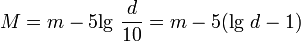 M = m − 5lg d/10 = m − 5(lg d − 1)